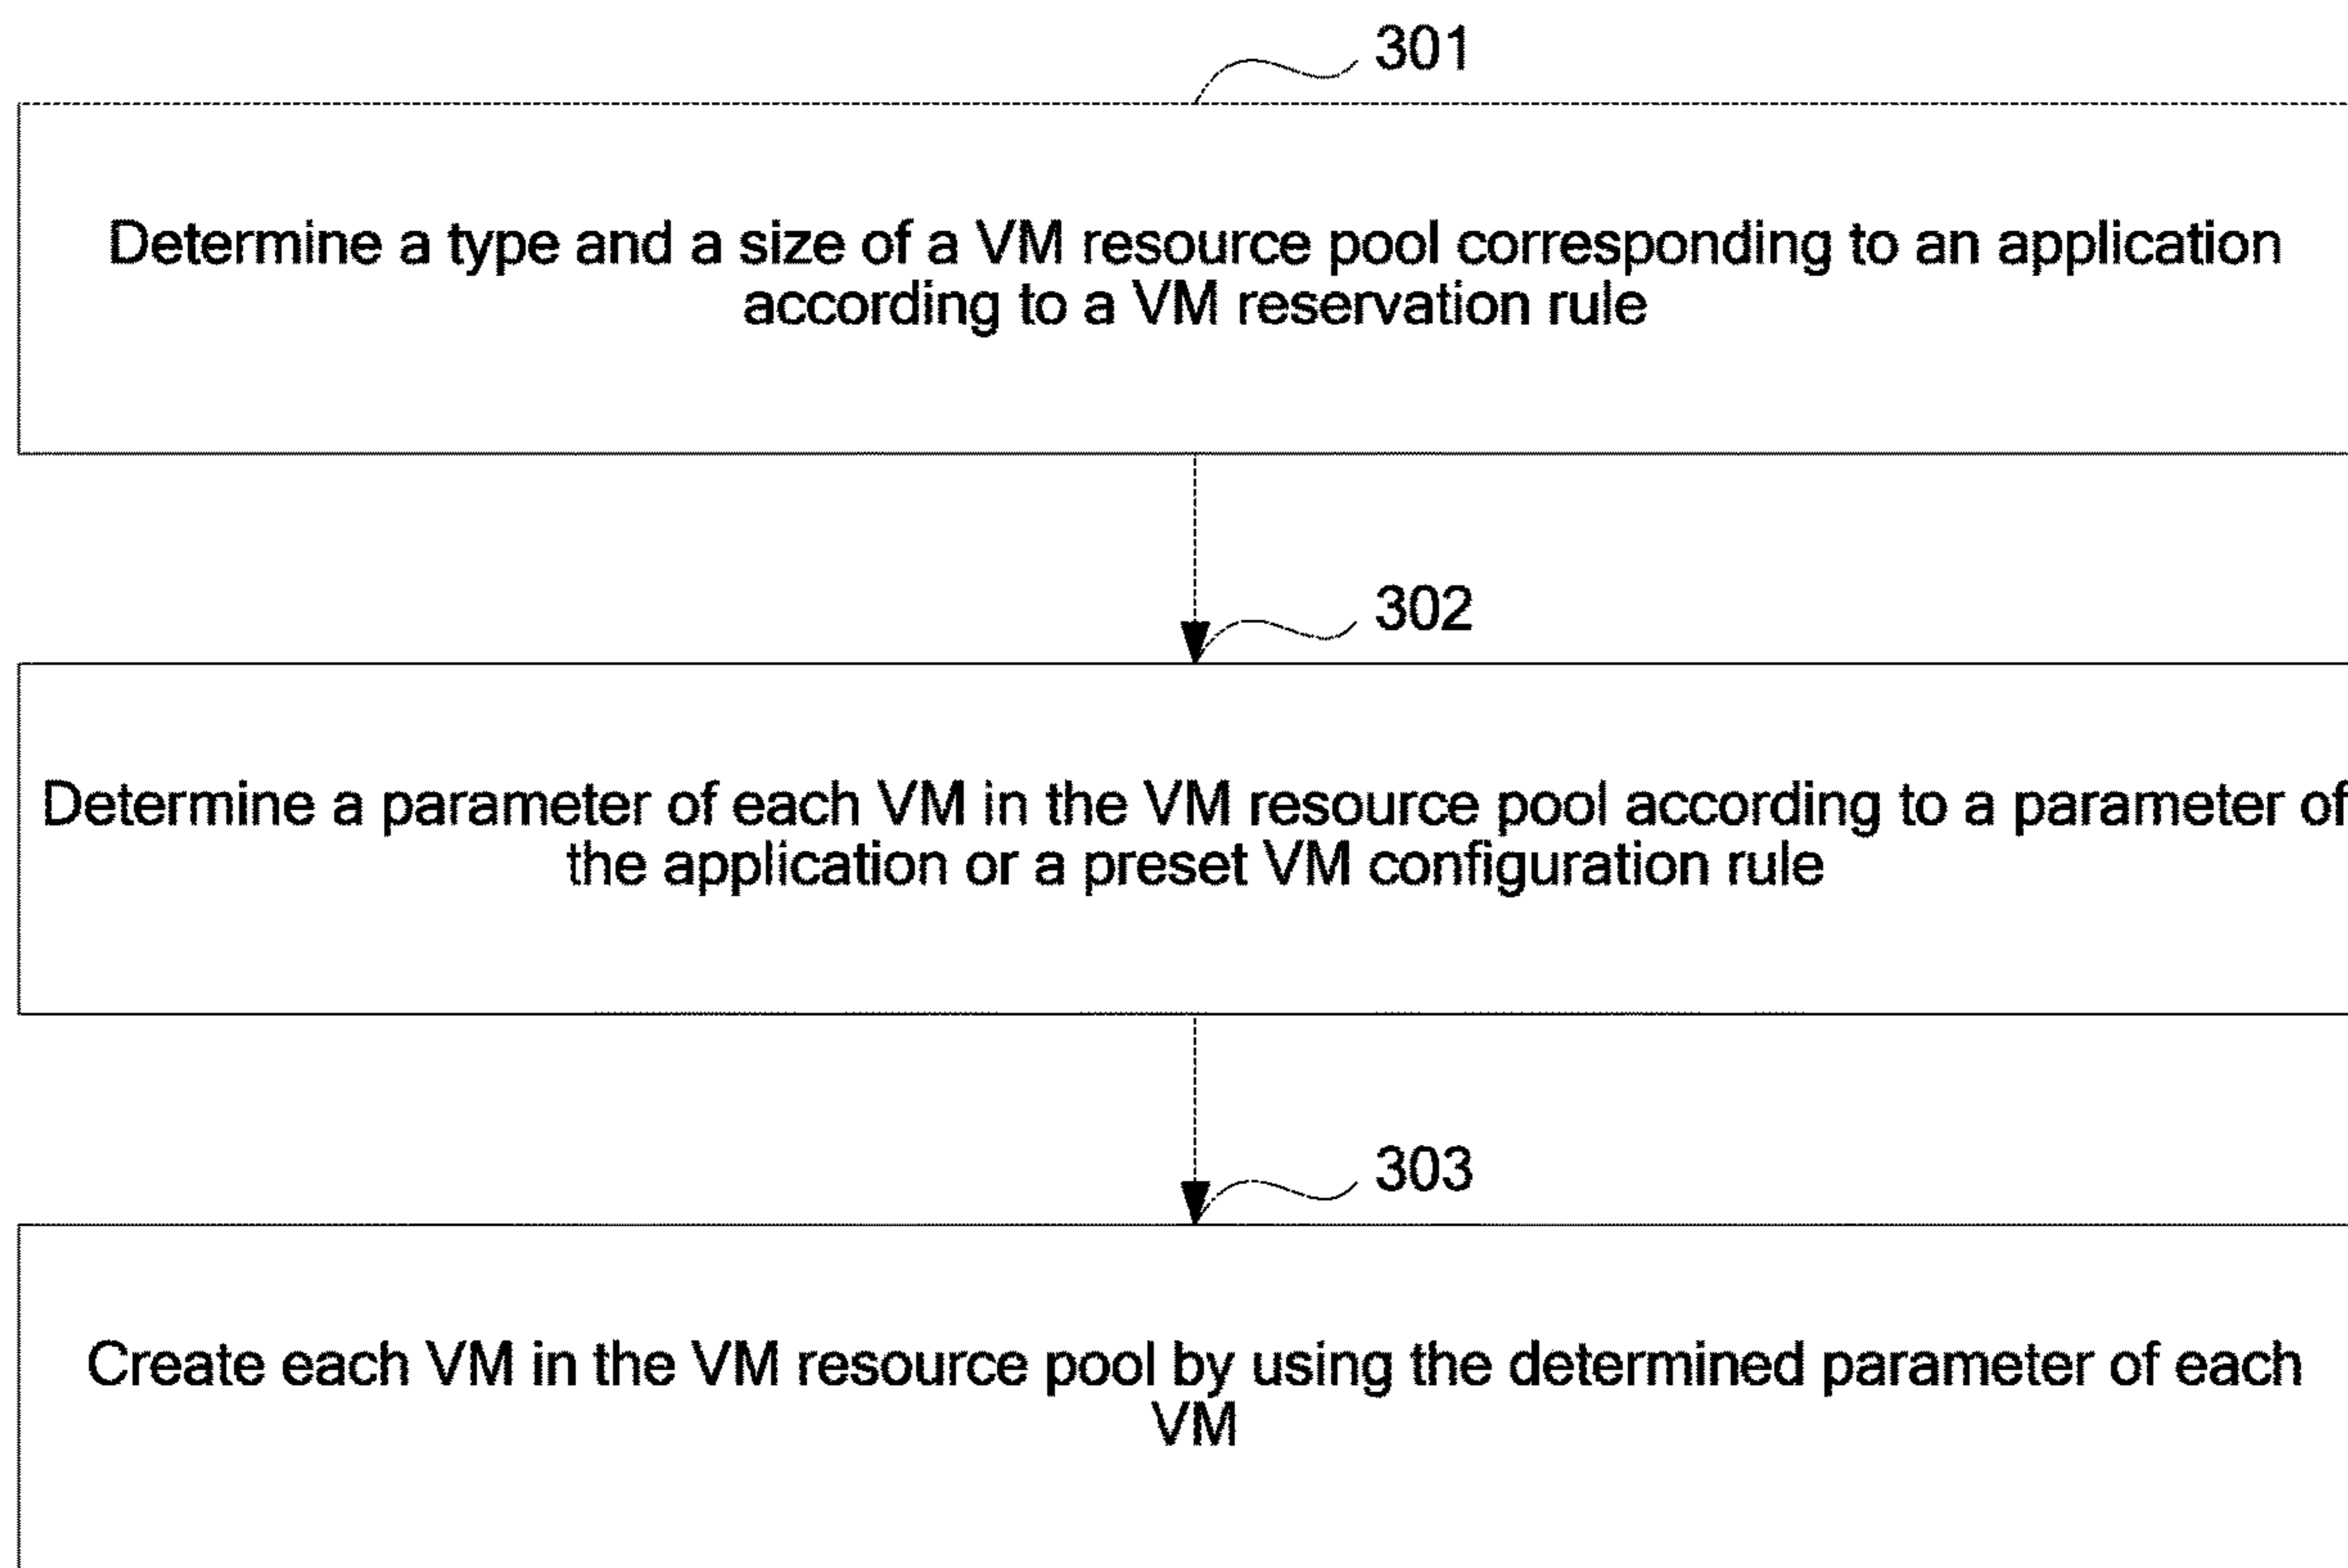 301
Determine a type and a size of a VM resource pool corresponding to an application
according to a VM reservation rule
302
Determine a parameter of each VM in the VM resource pool according to a parameter of
the application or a preset VM configuration rule
303
Create each VM in the VM resource pool by using the determined parameter of each
VM